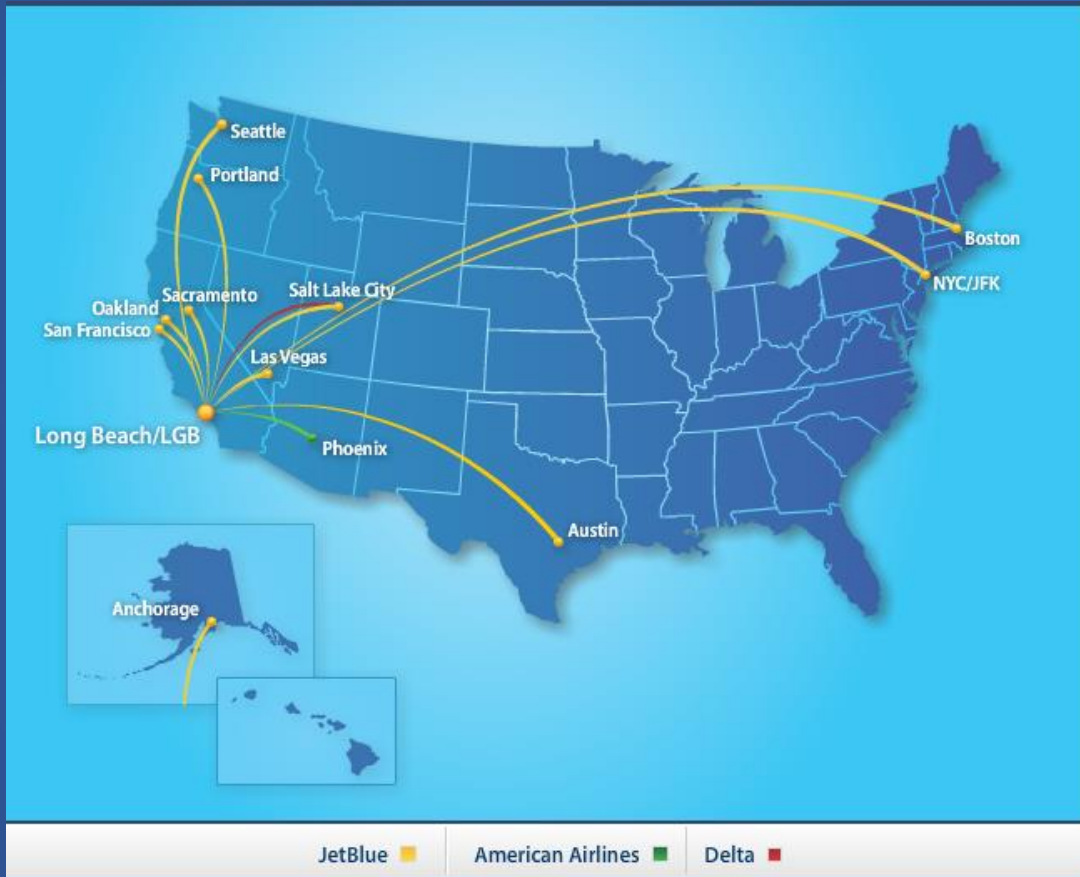 Seattle
Portland
Boston
NYC/JFK
Salt Lake City
Sacramento
Oakland
San Francisco
Las Vegas
Long Beach/LGB
Phoenix
Austin
Anchorage
JetBlue
American Airlines
Delta